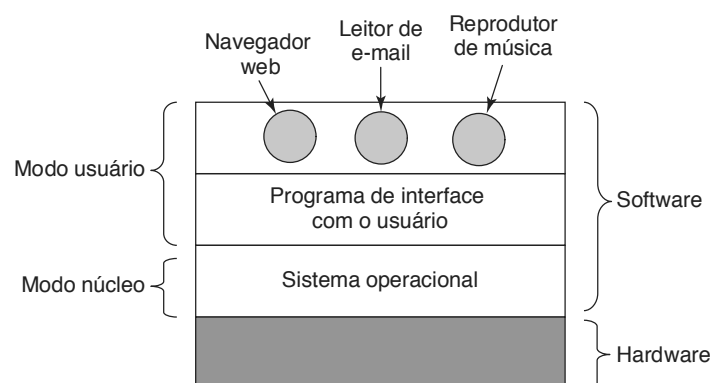 Navegador
web
Leitor de
e-mail
Reprodutor
de música
Modo usuário
Programa de interface
com o usuário
Software
Modo núcleo
Sistema operacional
Hardware